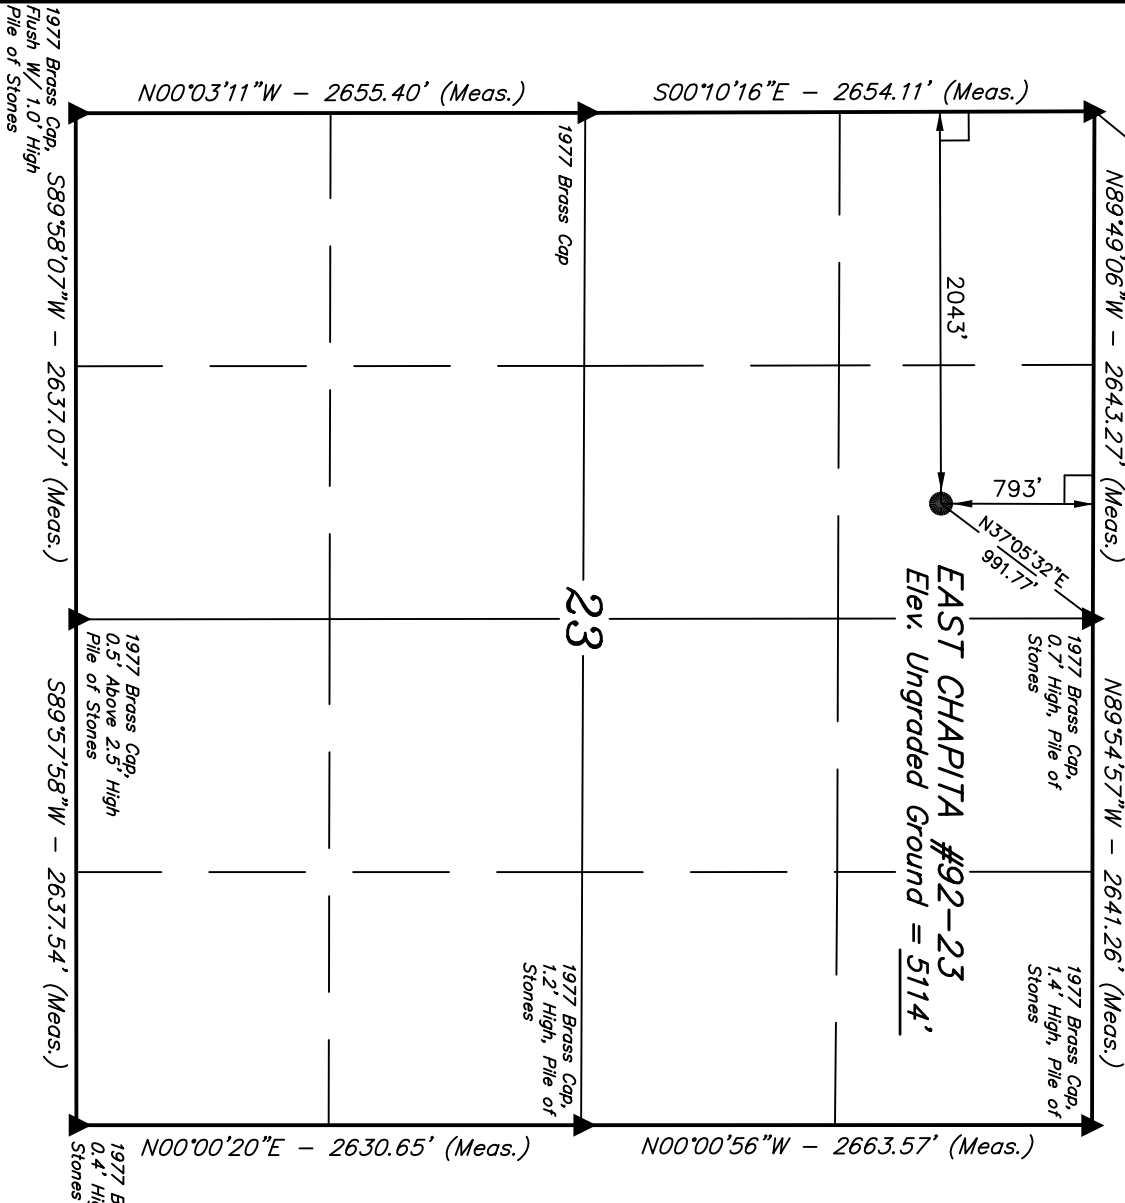 1977 Brass Cap,
Flush W/ 1.0' High
Pile of Stones
N00°03'11"W – 2655.40' (Meas.)
S00°10'16"E – 2654.11' (Meas.)
N89°49'06"W – 2643.27' (Meas.)
1977 Brass Cap
2043'
793'
N37°05'32"E
991.77'
S89°58'07"W – 2637.07' (Meas.)
EAST CHAPITA #92–23
Elev. Ungraded Ground = 5114'
23
1977 Brass Cap,
0.7' High, Pile of
Stones
1977 Brass Cap,
0.5' Above 2.5' High
Pile of Stones
N89°54'57"W – 2641.26' (Meas.)
S89°57'58"W – 2637.54' (Meas.)
1977 Brass Cap,
1.4' High, Pile of
Stones
1977 Brass Cap,
1.2' High, Pile of
Stones
N00°00'20"E – 2630.65' (Meas.)
N00°00'56"W – 2663.57' (Meas.)
1977
0.4'
Stones